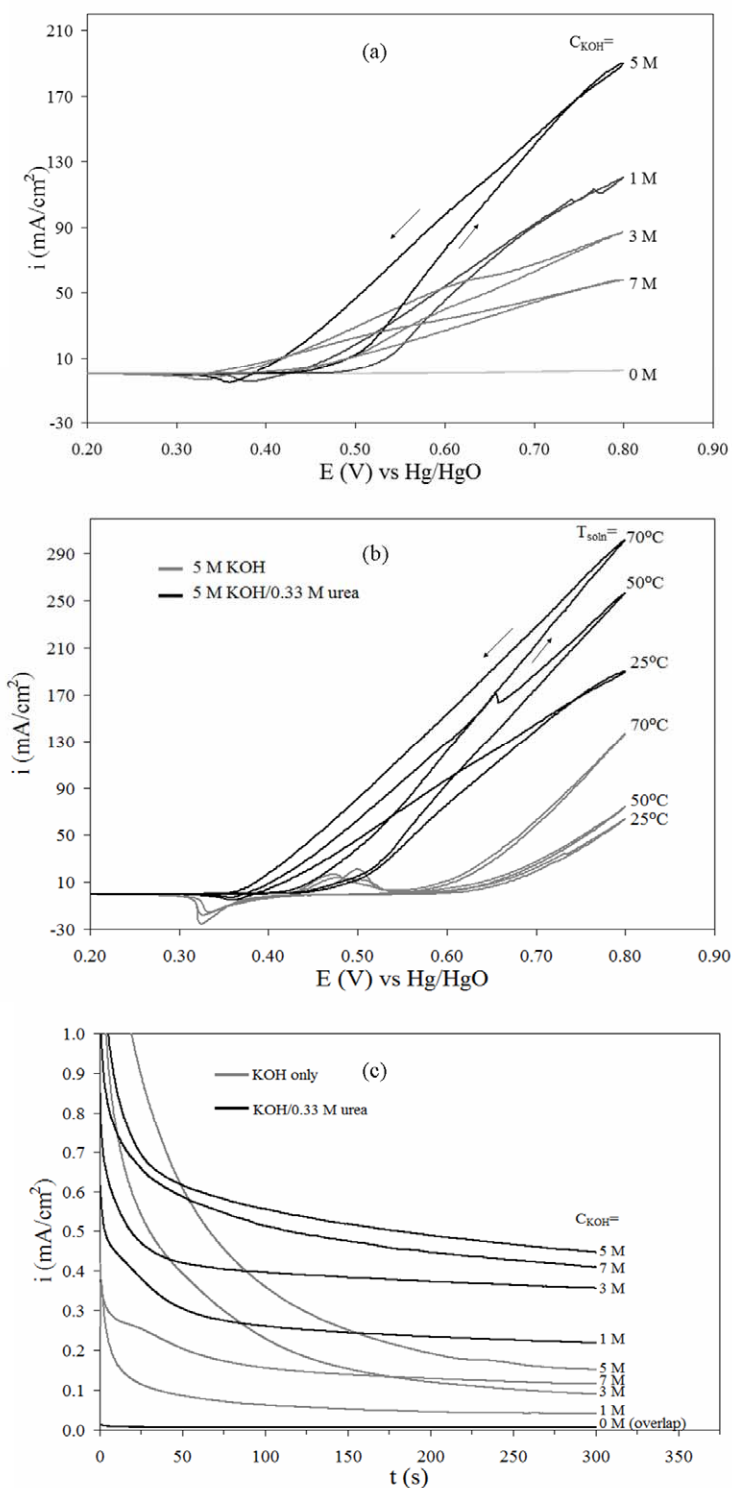 (a)
C_KOH=
210
170
130
90
50
10
-30
i (mA/cm²)
5 M
1 M
3 M
7 M
0 M
0.20 0.30 0.40 0.50 0.60 0.70 0.80 0.90
E (V) vs Hg/HgO
(b)
T_soln=
5 M KOH
5 M KOH/0.33 M urea
290
250
210
170
130
90
50
10
-30
i (mA/cm²)
70°C
50°C
25°C
70°C
50°C
25°C
0.20 0.30 0.40 0.50 0.60 0.70 0.80 0.90
E (V) vs Hg/HgO
(c)
KOH only
KOH/0.33 M urea
C_KOH=
1.0
0.9
0.8
0.7
0.6
0.5
0.4
0.3
0.2
0.1
0.0
i (mA/cm²)
5 M
7 M
3 M
1 M
5 M
7 M
3 M
1 M
0 M (overlap)
0 50 100 150 200 250 300 350
t (s)